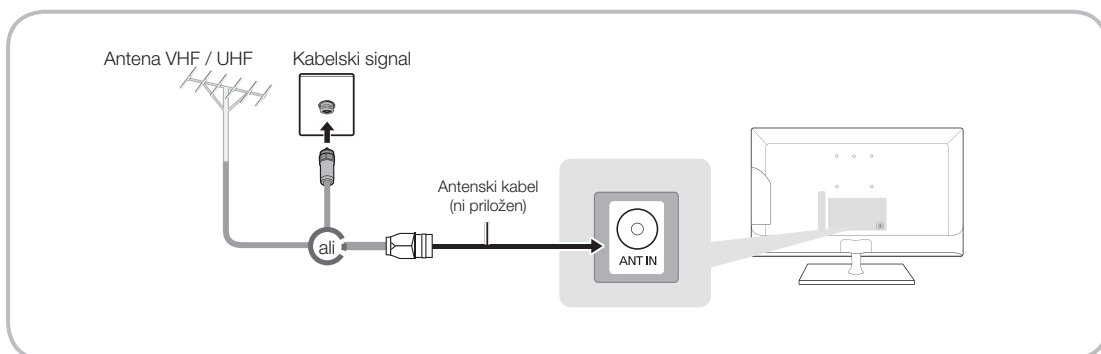 Antena VHF / UHF
Kabelski signal
Antenski kabel
(ni priložen)
ali
ANT IN